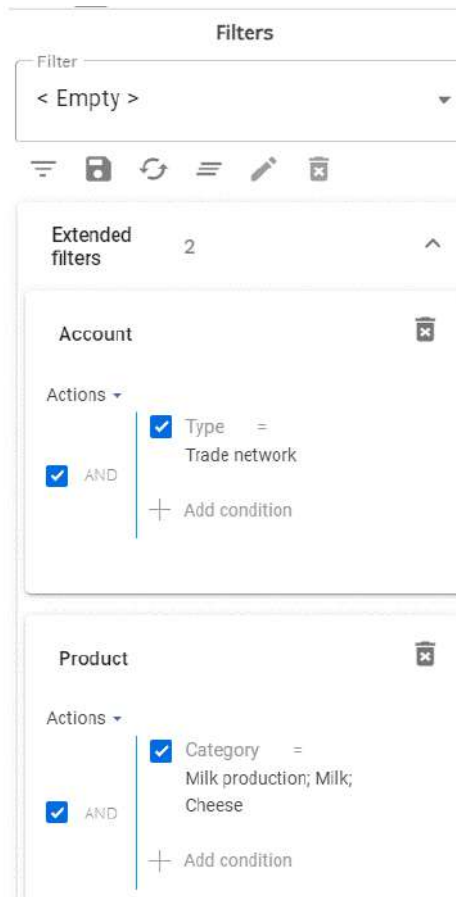 Filters
Filter
< Empty >
Extended
filters
2
Account
Actions
Type =
Trade network
AND
Add condition
Product
Actions
Category =
Milk production; Milk;
Cheese
AND
Add condition